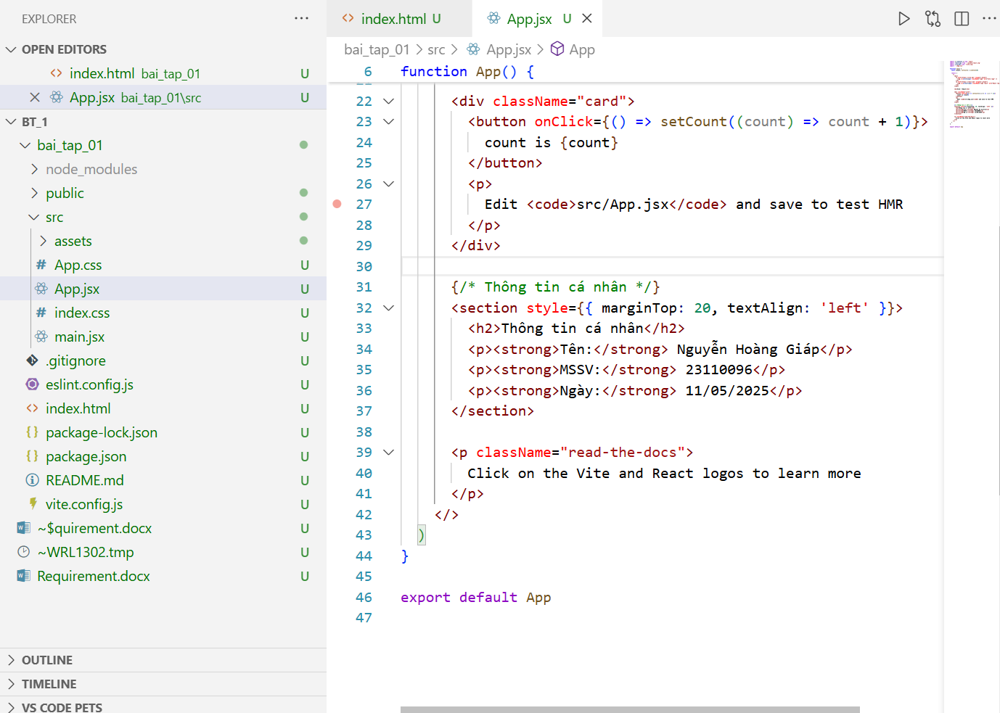 EXPLORER
OPEN EDITORS
index.html bai_tap_01 U
App.jsx bai_tap_01\src U
BT_1
bai_tap_01
node_modules
public
src
assets
# App.css U
App.jsx U
# index.css U
main.jsx U
.gitignore U
eslint.config.js U
index.html U
package-lock.json U
package.json U
README.md U
vite.config.js U
~$quirement.docx U
~WRL1302.tmp U
Requirement.docx U
OUTLINE
TIMELINE
VS CODE PETS
index.html U
App.jsx U
bai_tap_01 > src > App.jsx > App
6 function App() {
22 <div className="card">
23 <button onClick={() => setCount((count) => count + 1)}>
24 count is {count}
25 </button>
26 <p>
27 Edit <code>src/App.jsx</code> and save to test HMR
28 </p>
29 </div>
30
31 {/* Thông tin cá nhân */}
32 <section style={{ marginTop: 20, textAlign: 'left' }}>
33 <h2>Thông tin cá nhân</h2>
34 <p><strong>Tên:</strong> Nguyễn Hoàng Giáp</p>
35 <p><strong>MSSV:</strong> 23110096</p>
36 <p><strong>Ngày:</strong> 11/05/2025</p>
37 </section>
38
39 <p className="read-the-docs">
40 Click on the Vite and React logos to learn more
41 </p>
42 </>
43 )
44 }
45
46 export default App
47